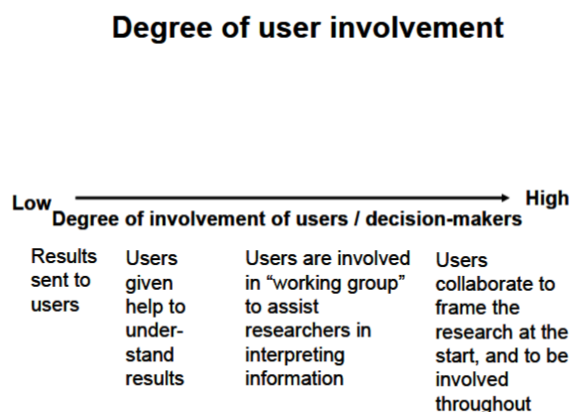 Degree of user involvement
Low
High
Degree of involvement of users / decision-makers
Results
sent to
users
Users
given
help to
under-
stand
results
Users are involved
in “working group”
to assist
researchers in
interpreting
information
Users
collaborate to
frame the
research at the
start, and to be
involved
throughout